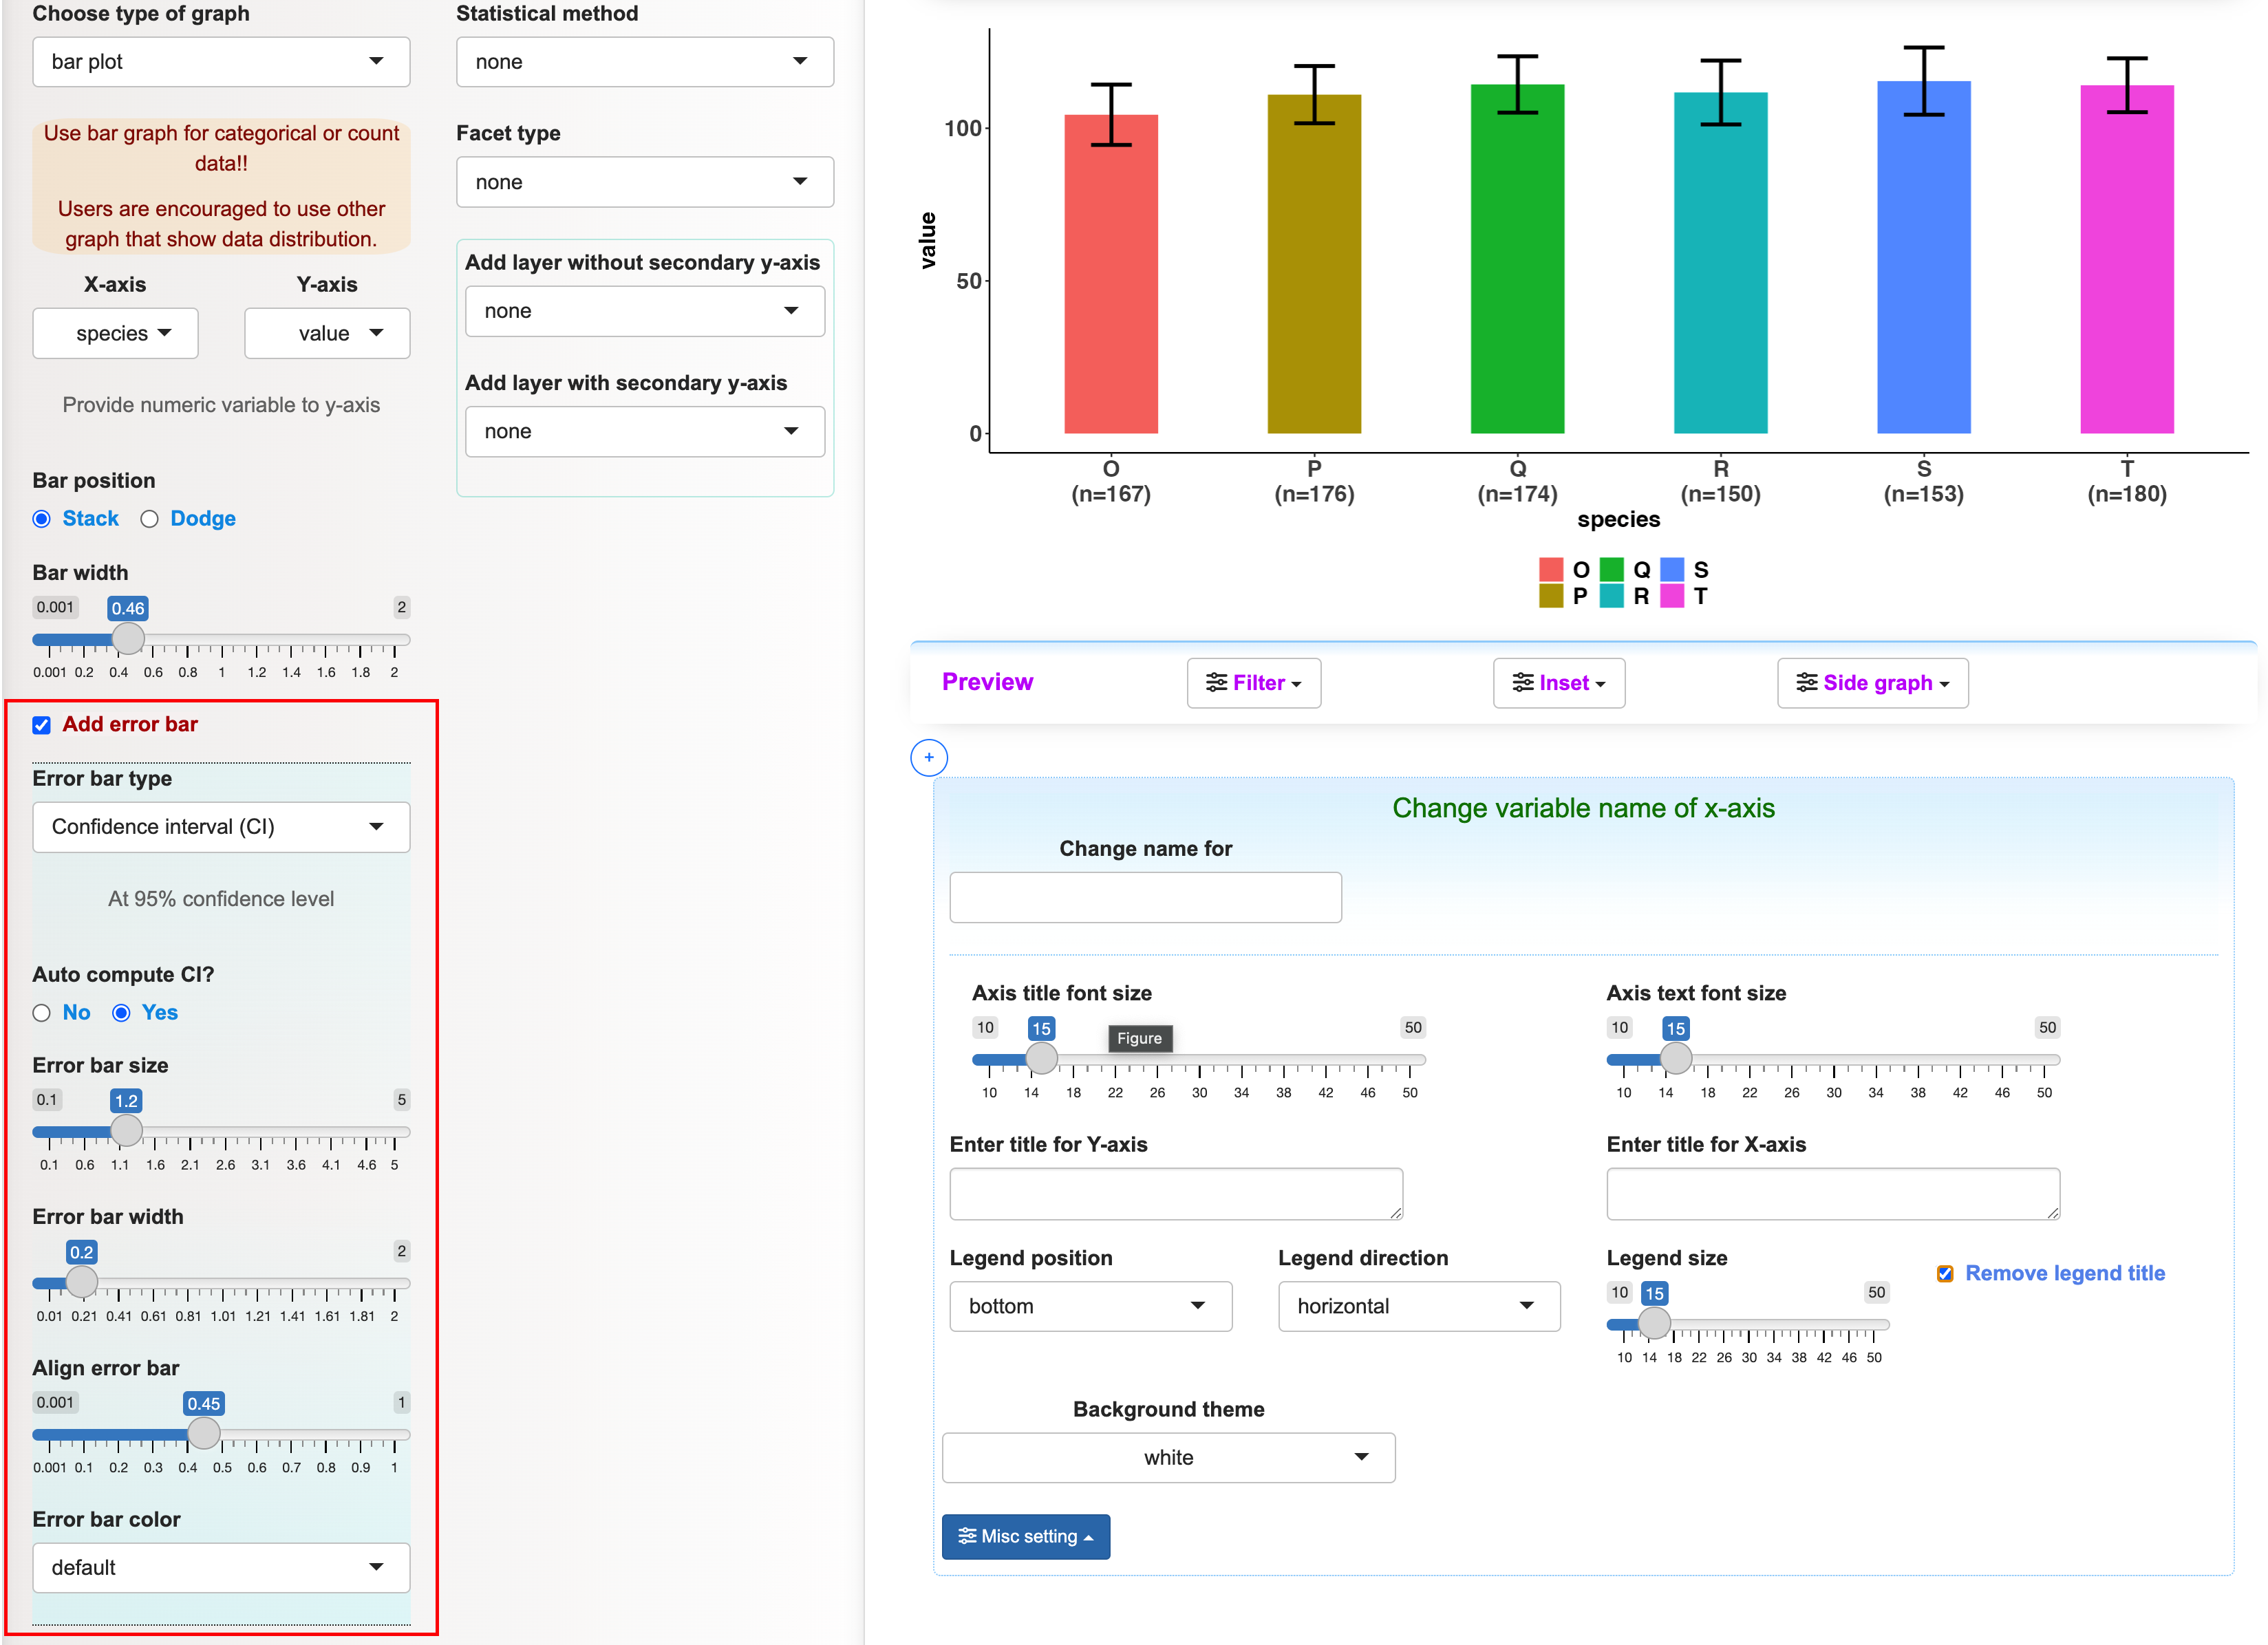 Choose type of graph
bar plot
Use bar graph for categorical or count
data!!
Users are encouraged to use other
graph that show data distribution.
X-axis Y-axis
species value
Provide numeric variable to y-axis
Bar position
Stack Dodge
Bar width
0.001 0.46 2
0.001 0.2 0.4 0.6 0.8 1 1.2 1.4 1.6 1.8 2
Add error bar
Error bar type
Confidence interval (CI)
At 95% confidence level
Auto compute CI?
No Yes
Error bar size
0.1 1.2 5
0.1 0.6 1.1 1.6 2.1 2.6 3.1 3.6 4.1 4.6 5
Error bar width
0.2 2
0.01 0.21 0.41 0.61 0.81 1.01 1.21 1.41 1.61 1.81 2
Align error bar
0.001 0.45 1
0.001 0.1 0.2 0.3 0.4 0.5 0.6 0.7 0.8 0.9 1
Error bar color
default
Statistical method
none
Facet type
none
Add layer without secondary y-axis
none
Add layer with secondary y-axis
none
value
100
50
0
O P Q R S T
(n=167) (n=176) (n=174) (n=150) (n=153) (n=180)
species
O Q S
P R T
Preview Filter Inset Side graph
+
Change variable name of x-axis
Change name for
Axis title font size
10 15 50
Figure
10 14 18 22 26 30 34 38 42 46 50
Axis text font size
10 15 50
10 14 18 22 26 30 34 38 42 46 50
Enter title for Y-axis
Enter title for X-axis
Legend position
bottom
Legend direction
horizontal
Legend size
10 15 50
10 14 18 22 26 30 34 38 42 46 50
Remove legend title
Background theme
white
Misc setting